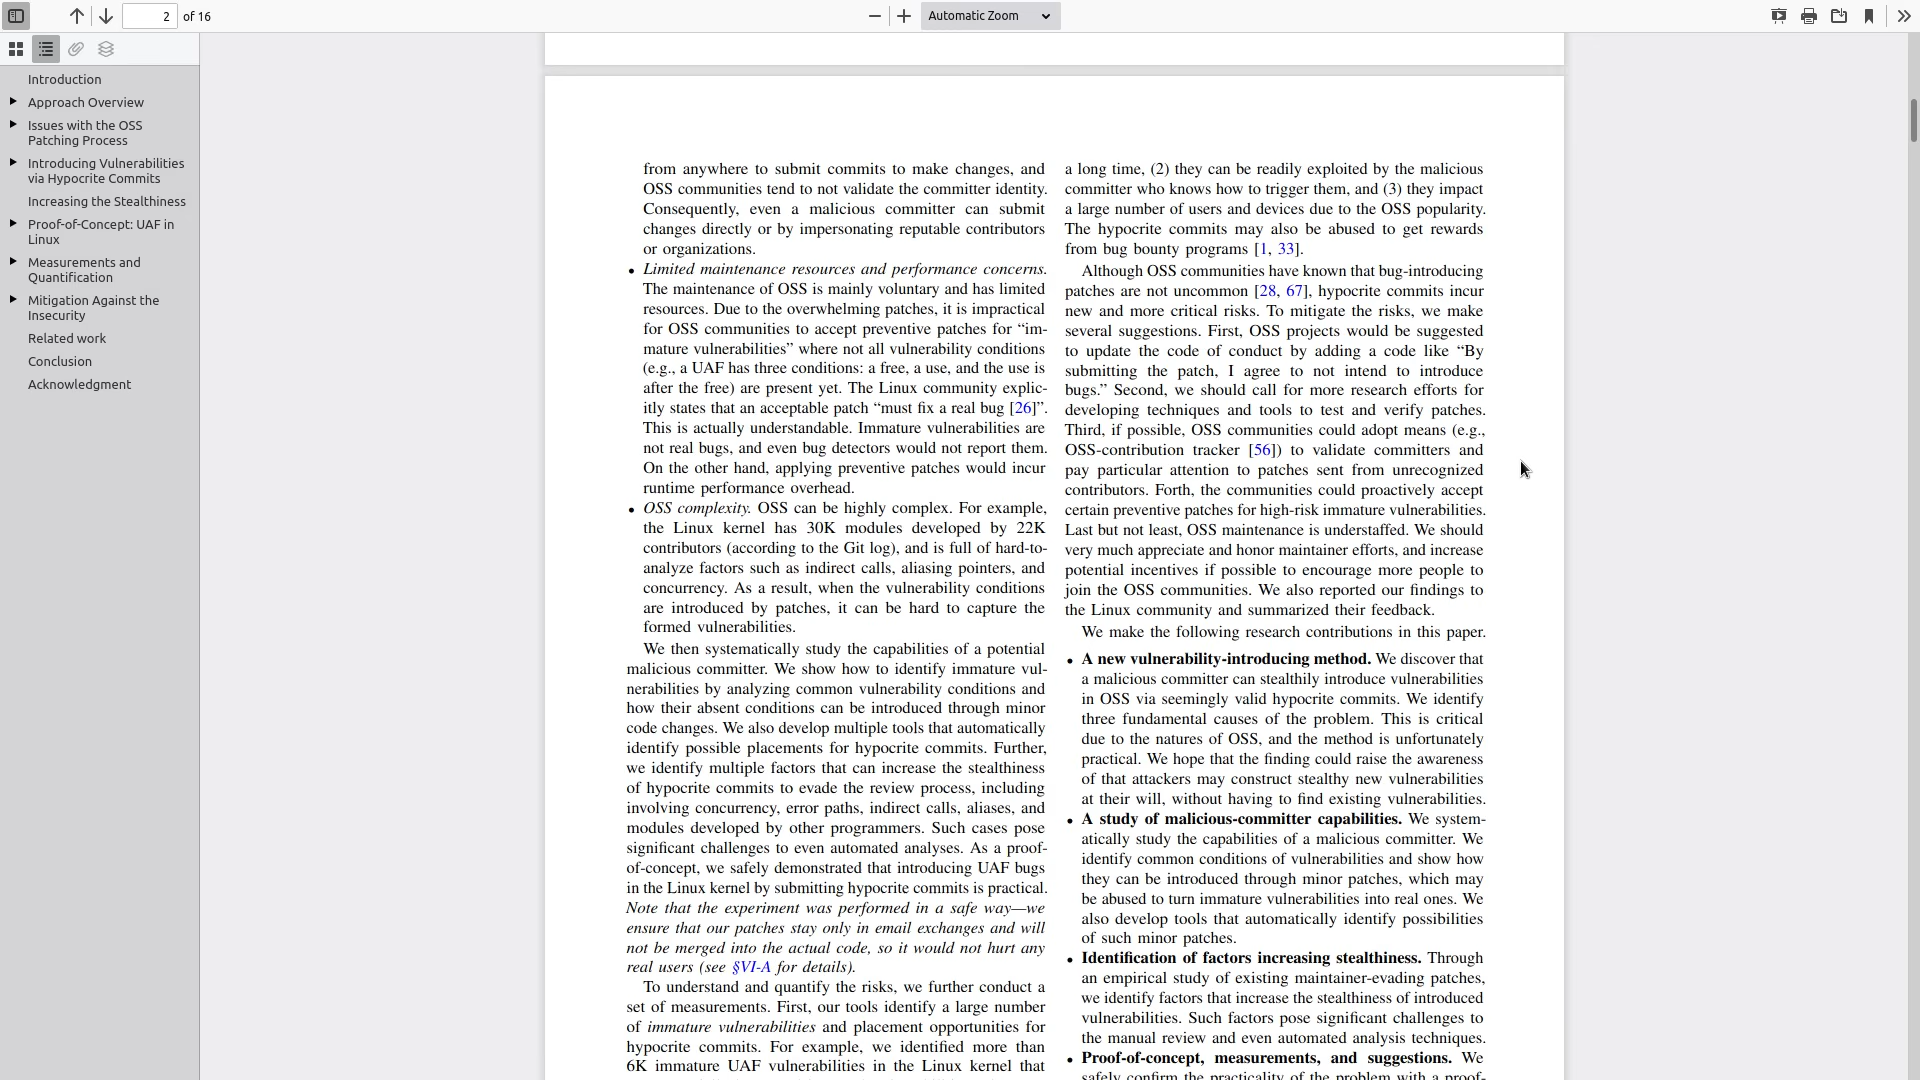 2
of 16
Automatic Zoom
Introduction
Approach Overview
Issues with the OSS
Patching Process
Introducing Vulnerabilities
via Hypocrite Commits
Increasing the Stealthiness
Proof-of-Concept: UAF in
Linux
Measurements and
Quantification
Mitigation Against the
Insecurity
Related work
Conclusion
Acknowledgment
from anywhere to submit commits to make changes, and
OSS communities tend to not validate the committer identity.
Consequently, even a malicious committer can submit
changes directly or by impersonating reputable contributors
or organizations.
• Limited maintenance resources and performance concerns.
The maintenance of OSS is mainly voluntary and has limited
resources. Due to the overwhelming patches, it is impractical
for OSS communities to accept preventive patches for “im-
mature vulnerabilities” where not all vulnerability conditions
(e.g., a UAF has three conditions: a free, a use, and the use is
after the free) are present yet. The Linux community explic-
itly states that an acceptable patch “must fix a real bug [26]”.
This is actually understandable. Immature vulnerabilities are
not real bugs, and even bug detectors would not report them.
On the other hand, applying preventive patches would incur
runtime performance overhead.
• OSS complexity. OSS can be highly complex. For example,
the Linux kernel has 30K modules developed by 22K
contributors (according to the Git log), and is full of hard-to-
analyze factors such as indirect calls, aliasing pointers, and
concurrency. As a result, when the vulnerability conditions
are introduced by patches, it can be hard to capture the
formed vulnerabilities.
We then systematically study the capabilities of a potential
malicious committer. We show how to identify immature vul-
nerabilities by analyzing common vulnerability conditions and
how their absent conditions can be introduced through minor
code changes. We also develop multiple tools that automatically
identify possible placements for hypocrite commits. Further,
we identify multiple factors that can increase the stealthiness
of hypocrite commits to evade the review process, including
involving concurrency, error paths, indirect calls, aliases, and
modules developed by other programmers. Such cases pose
significant challenges to even automated analyses. As a proof-
of-concept, we safely demonstrated that introducing UAF bugs
in the Linux kernel by submitting hypocrite commits is practical.
Note that the experiment was performed in a safe way—we
ensure that our patches stay only in email exchanges and will
not be merged into the actual code, so it would not hurt any
real users (see §VI-A for details).
To understand and quantify the risks, we further conduct a
set of measurements. First, our tools identify a large number
of immature vulnerabilities and placement opportunities for
hypocrite commits. For example, we identified more than
6K immature UAF vulnerabilities in the Linux kernel that
a long time, (2) they can be readily exploited by the malicious
committer who knows how to trigger them, and (3) they impact
a large number of users and devices due to the OSS popularity.
The hypocrite commits may also be abused to get rewards
from bug bounty programs [1, 33].
Although OSS communities have known that bug-introducing
patches are not uncommon [28, 67], hypocrite commits incur
new and more critical risks. To mitigate the risks, we make
several suggestions. First, OSS projects would be suggested
to update the code of conduct by adding a code like “By
submitting the patch, I agree to not intend to introduce
bugs.” Second, we should call for more research efforts for
developing techniques and tools to test and verify patches.
Third, if possible, OSS communities could adopt means (e.g.,
OSS-contribution tracker [56]) to validate committers and
pay particular attention to patches sent from unrecognized
contributors. Forth, the communities could proactively accept
certain preventive patches for high-risk immature vulnerabilities.
Last but not least, OSS maintenance is understaffed. We should
very much appreciate and honor maintainer efforts, and increase
potential incentives if possible to encourage more people to
join the OSS communities. We also reported our findings to
the Linux community and summarized their feedback.
We make the following research contributions in this paper.
• A new vulnerability-introducing method. We discover that
a malicious committer can stealthily introduce vulnerabilities
in OSS via seemingly valid hypocrite commits. We identify
three fundamental causes of the problem. This is critical
due to the natures of OSS, and the method is unfortunately
practical. We hope that the finding could raise the awareness
of that attackers may construct stealthy new vulnerabilities
at their will, without having to find existing vulnerabilities.
• A study of malicious-committer capabilities. We system-
atically study the capabilities of a malicious committer. We
identify common conditions of vulnerabilities and show how
they can be introduced through minor patches, which may
be abused to turn immature vulnerabilities into real ones. We
also develop tools that automatically identify possibilities
of such minor patches.
• Identification of factors increasing stealthiness. Through
an empirical study of existing maintainer-evading patches,
we identify factors that increase the stealthiness of introduced
vulnerabilities. Such factors pose significant challenges to
the manual review and even automated analysis techniques.
• Proof-of-concept, measurements, and suggestions. We
safely confirm the practicality of the problem with a proof-